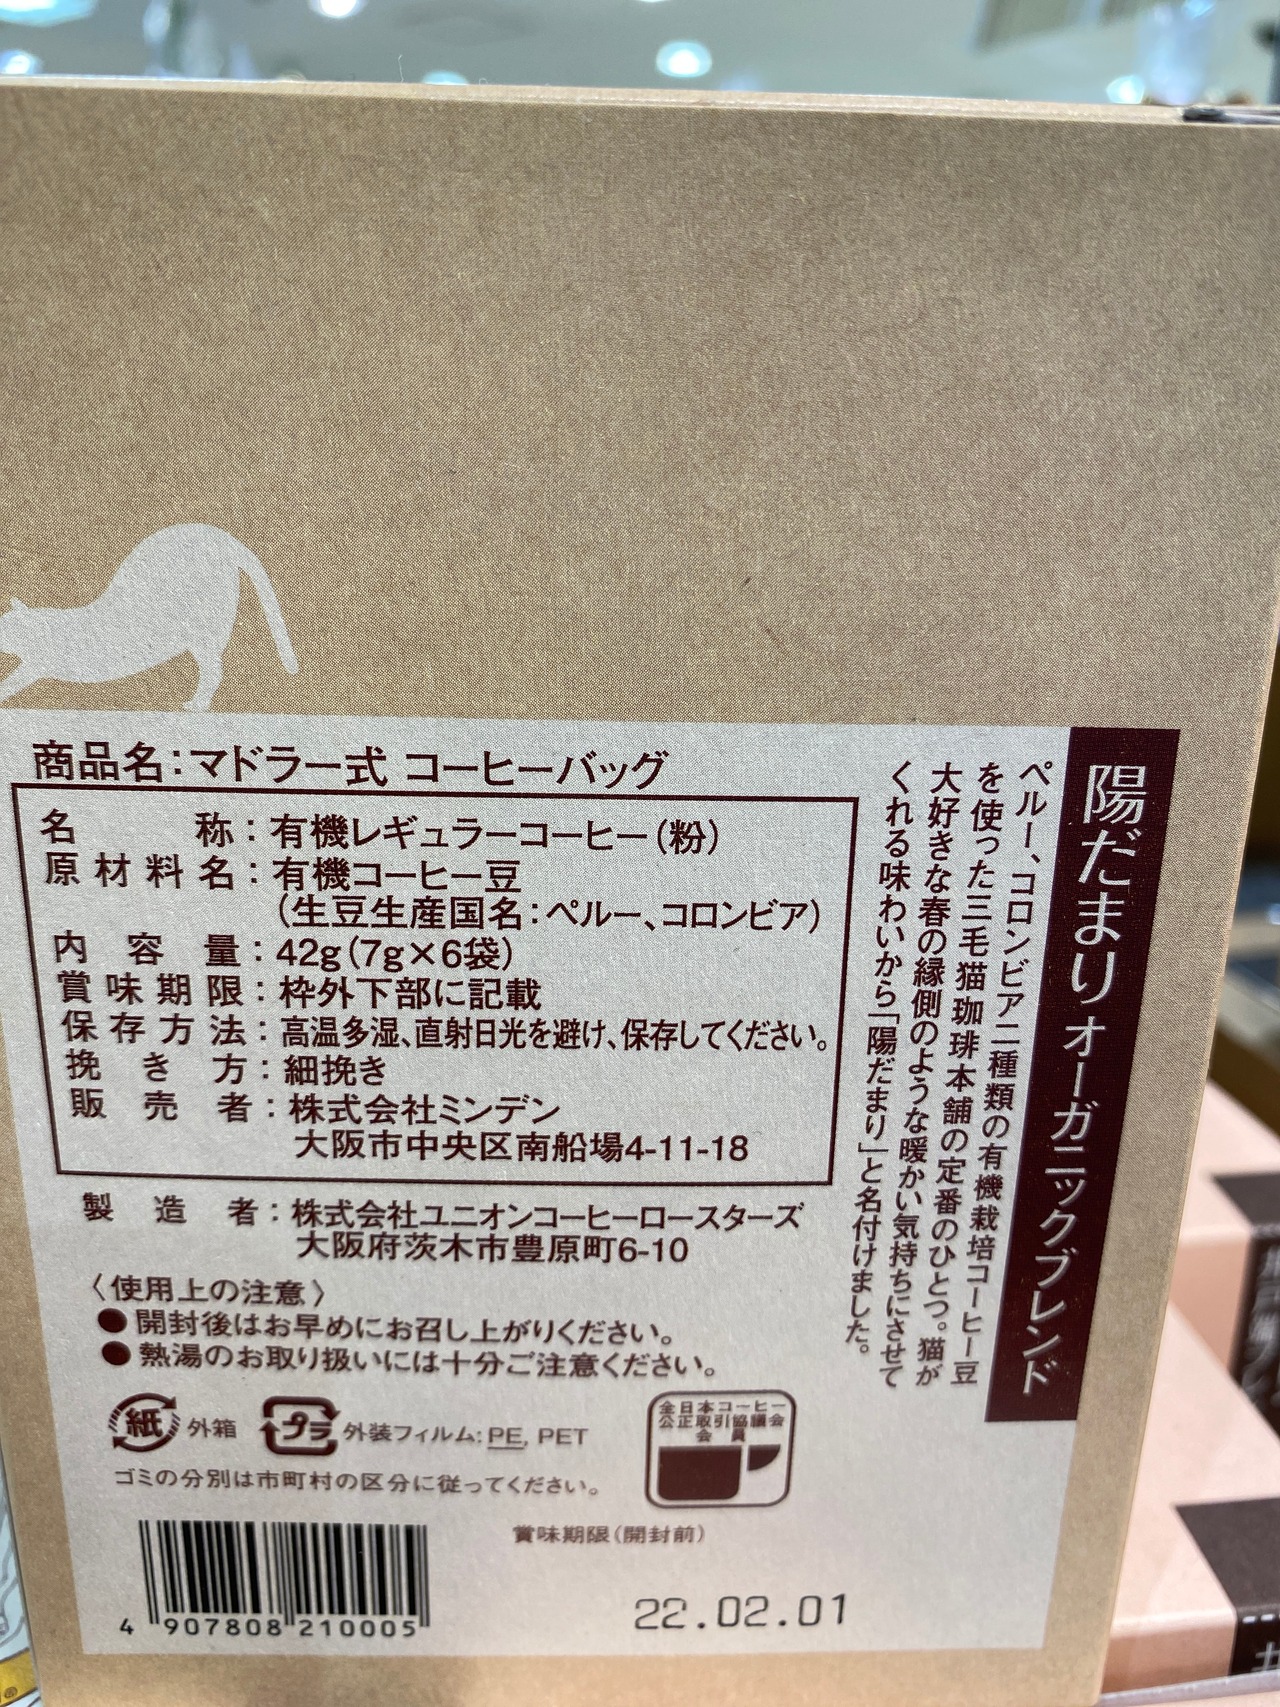 商品名：マドラー式 コーヒーバッグ
名称：有機レギュラーコーヒー（粉）
原材料名：有機コーヒー豆
（生豆生産国名：ペルー、コロンビア）
内容量：42g（7g×6袋）
賞味期限：枠外下部に記載
保存方法：高温多湿、直射日光を避け、保存してください。
挽き方：細挽き
販売者：株式会社ミンデン
大阪市中央区南船場4-11-18
製造者：株式会社ユニオンコーヒーロースターズ
大阪府茨木市豊原町6-10
〈使用上の注意〉
●開封後はお早めにお召し上がりください。
●熱湯のお取り扱いには十分ご注意ください。
紙 外箱 プラ 外装フィルム：PE, PET
ゴミの分別は市町村の区分に従ってください。
全日本コーヒー
公正取引協議会
会員
賞味期限（開封前）
22.02.01
4 907808 210005
陽だまりオーガニックブレンド
ペルー、コロンビア二種類の有機栽培コーヒー豆
を使った三毛猫珈琲本舗の定番のひとつ。猫が
大好きな春の縁側のような暖かい気持ちにさせて
くれる味わいから「陽だまり」と名付けました。